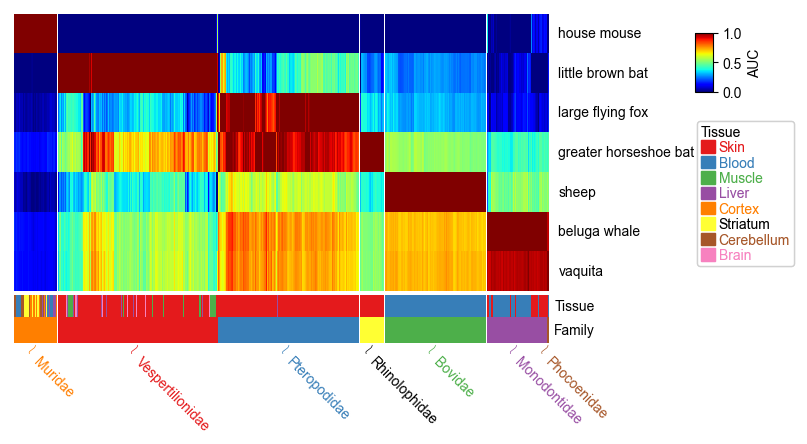 house mouse
little brown bat
large flying fox
greater horseshoe bat
sheep
beluga whale
vaquita
Tissue
Family
Muridae
Vespertilionidae
Pteropodidae
Rhinolophidae
Bovidae
Monodontidae
Phocoenidae
1.0
0.5
0.0
AUC
Tissue
Skin
Blood
Muscle
Liver
Cortex
Striatum
Cerebellum
Brain